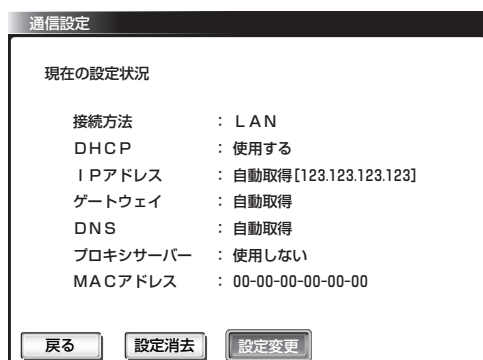 通信設定
現在の設定状況
接続方法 : ＬＡＮ
ＤＨＣＰ : 使用する
ＩＰアドレス : 自動取得[123.123.123.123]
ゲートウェイ : 自動取得
ＤＮＳ : 自動取得
プロキシサーバー : 使用しない
ＭＡＣアドレス : 00-00-00-00-00-00
戻る 設定消去 設定変更